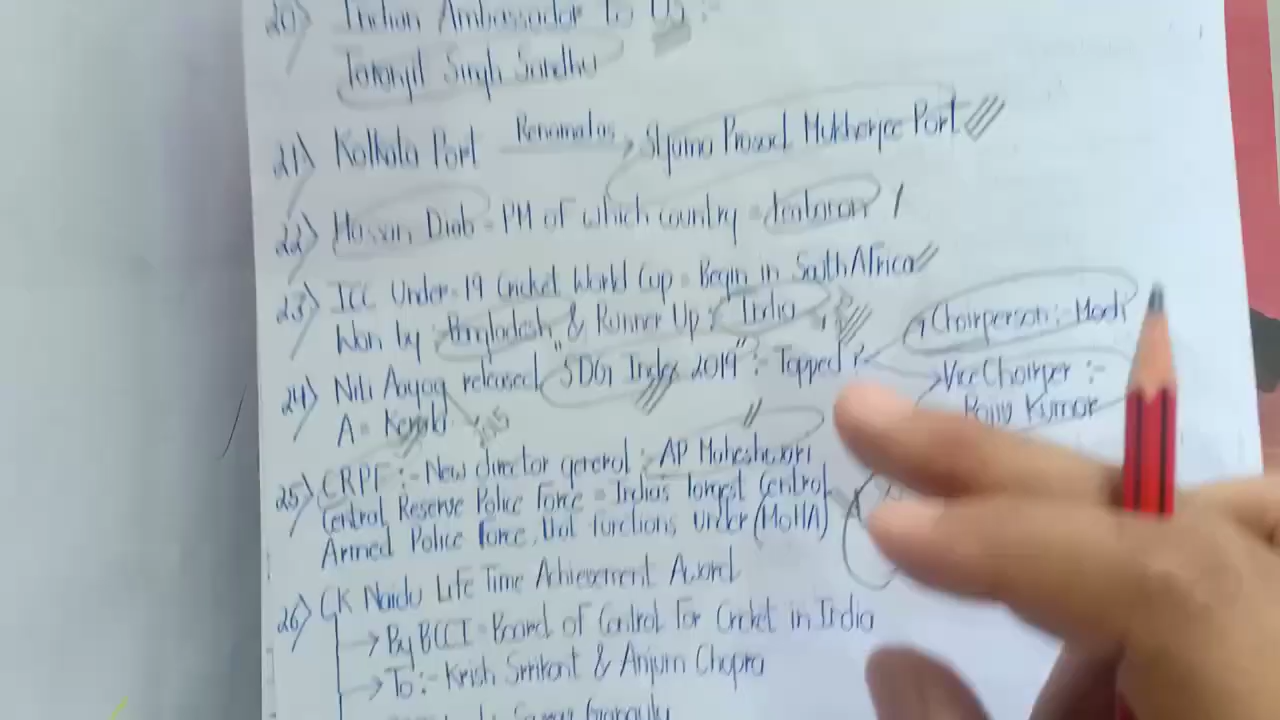 20) Indian Ambassador To US :-
Taranjit Singh Sandhu
21) Kolkata Port Renamed as Shyama Prasad Mukherjee Port
22) Hassan Diab = PM of which country =
23) ICC Under-19 Cricket World Cup = Begin in South Africa
Won by : Bangladesh & Runner Up : India
24) Niti Aayog released "SDG Index 2019" :- Topped ?
A = Kerala
Chairperson :- Modi
Vice Chairper :-
Rajiv Kumar
25) CRPF :- New director general : AP Maheshwari
Central Reserve Police Force = India's largest Central
Armed Police Force, that functions under (MoHA)
26) CK Naidu Life Time Achievement Award
→ By BCCI = Board of Control For Cricket in India
→ To :- Krish Srrikant & Anjum Chopra